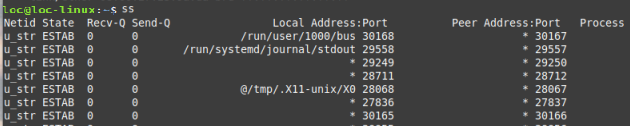 loc@loc-linux:~$ ss
Netid State Recv-Q Send-Q Local Address:Port Peer Address:Port Process
u_str ESTAB 0 0 /run/user/1000/bus 30168 * 30167
u_str ESTAB 0 0 /run/systemd/journal/stdout 29558 * 29557
u_str ESTAB 0 0 * 29249 * 29250
u_str ESTAB 0 0 * 28711 * 28712
u_str ESTAB 0 0 @/tmp/.X11-unix/X0 28068 * 28067
u_str ESTAB 0 0 * 27836 * 27837
u_str ESTAB 0 0 * 30165 * 30166